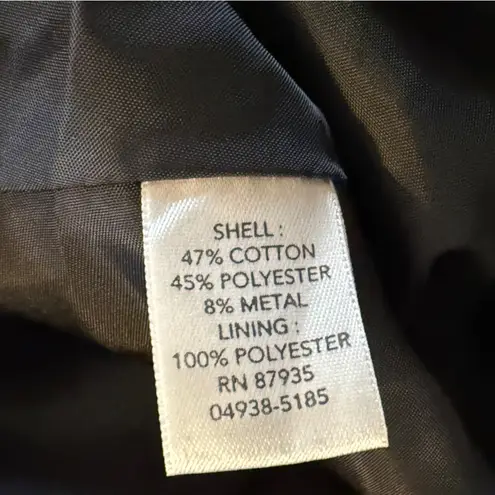 SHELL :
47% COTTON
45% POLYESTER
8% METAL
LINING :
100% POLYESTER
RN 87935
04938-5185